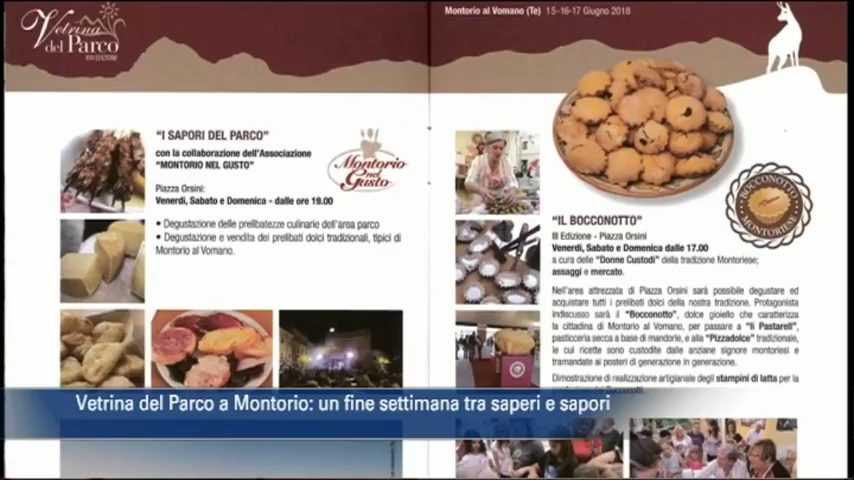 Vetrina
del Parco
XVII EDIZIONE
Montorio al Vomano (Te) 15-16-17 Giugno 2018
“I SAPORI DEL PARCO”
con la collaborazione dell'Associazione
“MONTORIO NEL GUSTO”
Montorio
nel
Gusto
Piazza Orsini:
Venerdì, Sabato e Domenica - dalle ore 19.00
• Degustazione delle prelibatezze culinarie dell'area parco
• Degustazione e vendita dei prelibati dolci tradizionali, tipici di
Montorio al Vomano.
BOCCONOTTO
MONTORIESE
“IL BOCCONOTTO”
III Edizione - Piazza Orsini
Venerdì, Sabato e Domenica dalle 17.00
a cura delle “Donne Custodi” della tradizione Montoriese;
assaggi e mercato.
Nell'area attrezzata di Piazza Orsini sarà possibile degustare ed
acquistare tutti i prelibati dolci della nostra tradizione. Protagonista
indiscusso sarà il “Bocconotto”, dolce gioiello che caratterizza
la cittadina di Montorio al Vomano, per passare a “li Pastarell”,
pasticceria secca a base di mandorle, e alla “Pizzadolce” tradizionale,
le cui ricette sono custodite dalle anziane signore montoriesi e
tramandate ai posteri di generazione in generazione.
Dimostrazione di realizzazione artigianale degli stampini di latta per la
Vetrina del Parco a Montorio: un fine settimana tra saperi e sapori